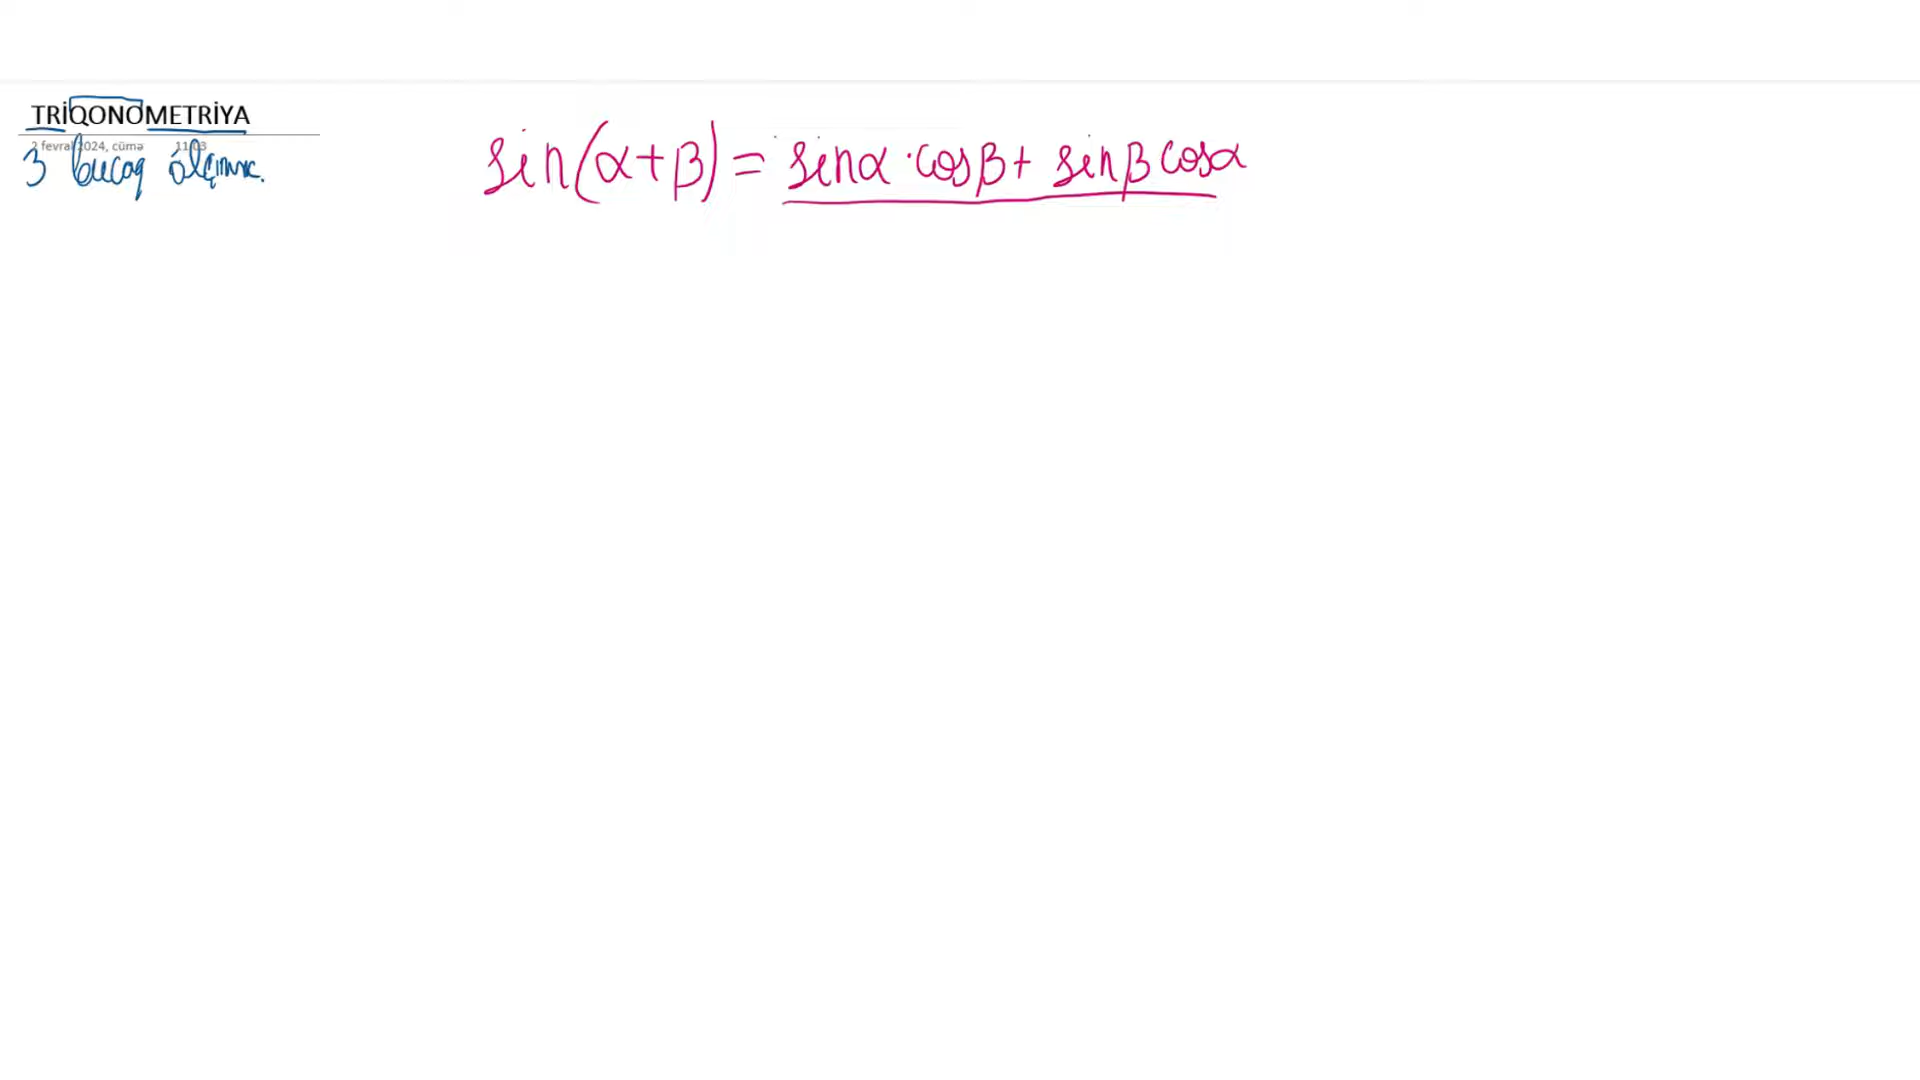 TRİQONOMETRİYA
2 fevral 2024, cümə 11:03
3 bucaq ölçmək.
sin(α+β) = sinα · cosβ + sinβ cosα